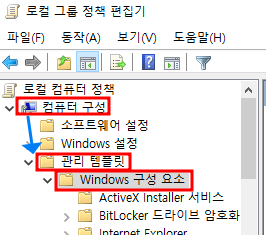 로컬 그룹 정책 편집기
파일(F) 동작(A) 보기(V) 도움말(H)
로컬 컴퓨터 정책
컴퓨터 구성
소프트웨어 설정
Windows 설정
관리 템플릿
Windows 구성 요소
ActiveX Installer 서비스
BitLocker 드라이브 암호화
Internet Explorer